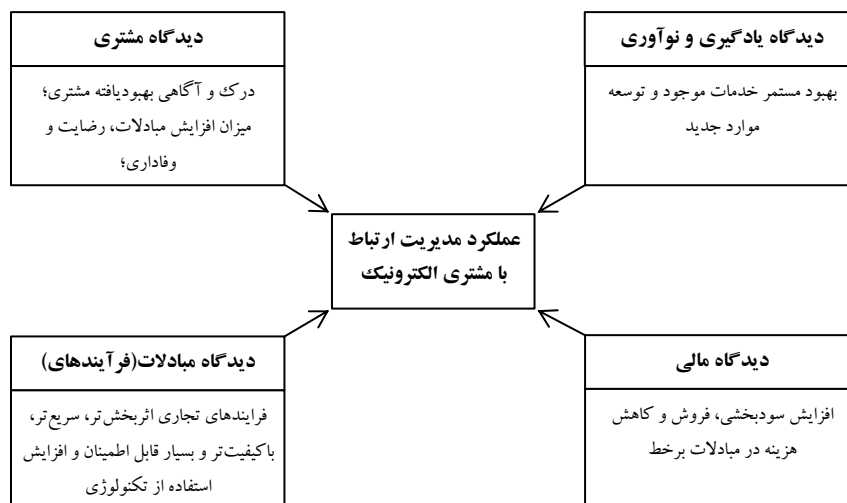 دیدگاه یادگیری و نوآوری
بهبود مستمر خدمات موجود و توسعه
موارد جدید
دیدگاه مشتری
درک و آگاهی بهبودیافته مشتری؛
میزان افزایش مبادلات، رضایت و
وفاداری؛
عملکرد مدیریت ارتباط
با مشتری الکترونیک
دیدگاه مالی
افزایش سودبخشی، فروش و کاهش
هزینه در مبادلات برخط
دیدگاه مبادلات(فرآیندهای)
فرایندهای تجاری اثربخش‌تر، سریع‌تر،
باکیفیت‌تر و بسیار قابل اطمینان و افزایش
استفاده از تکنولوژی